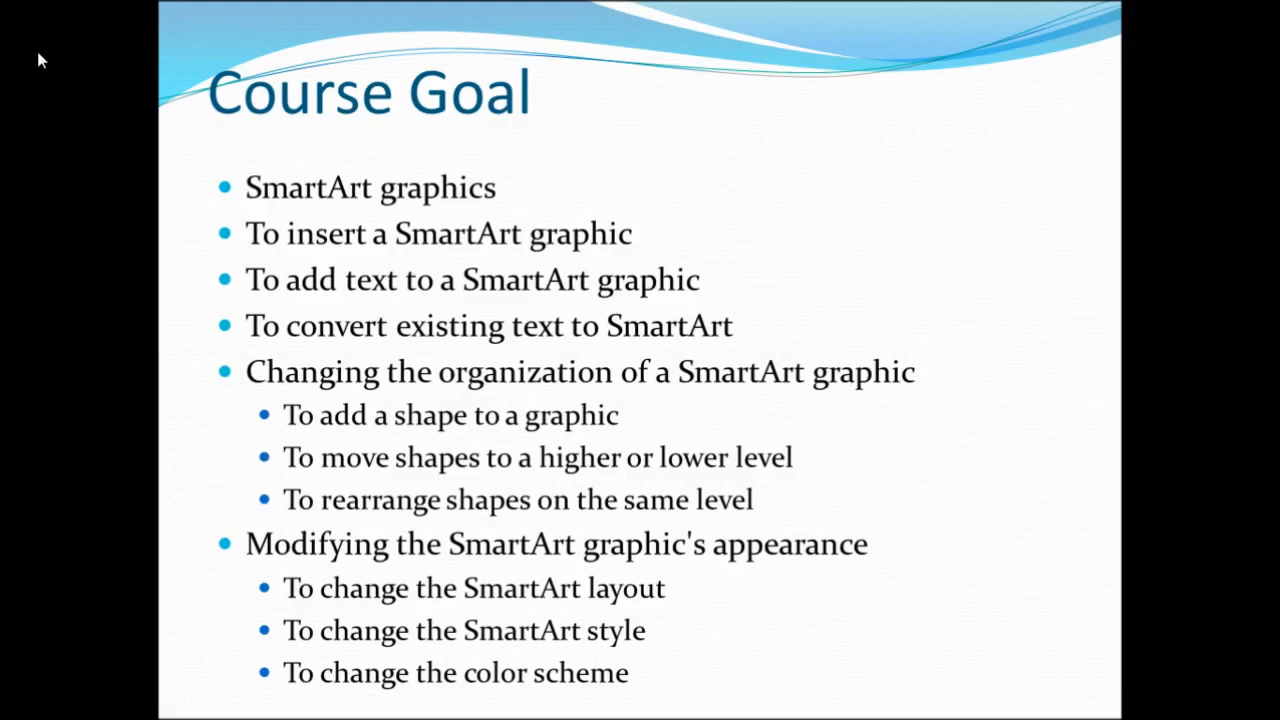 Course Goal
SmartArt graphics
To insert a SmartArt graphic
To add text to a SmartArt graphic
To convert existing text to SmartArt
Changing the organization of a SmartArt graphic
To add a shape to a graphic
To move shapes to a higher or lower level
To rearrange shapes on the same level
Modifying the SmartArt graphic's appearance
To change the SmartArt layout
To change the SmartArt style
To change the color scheme